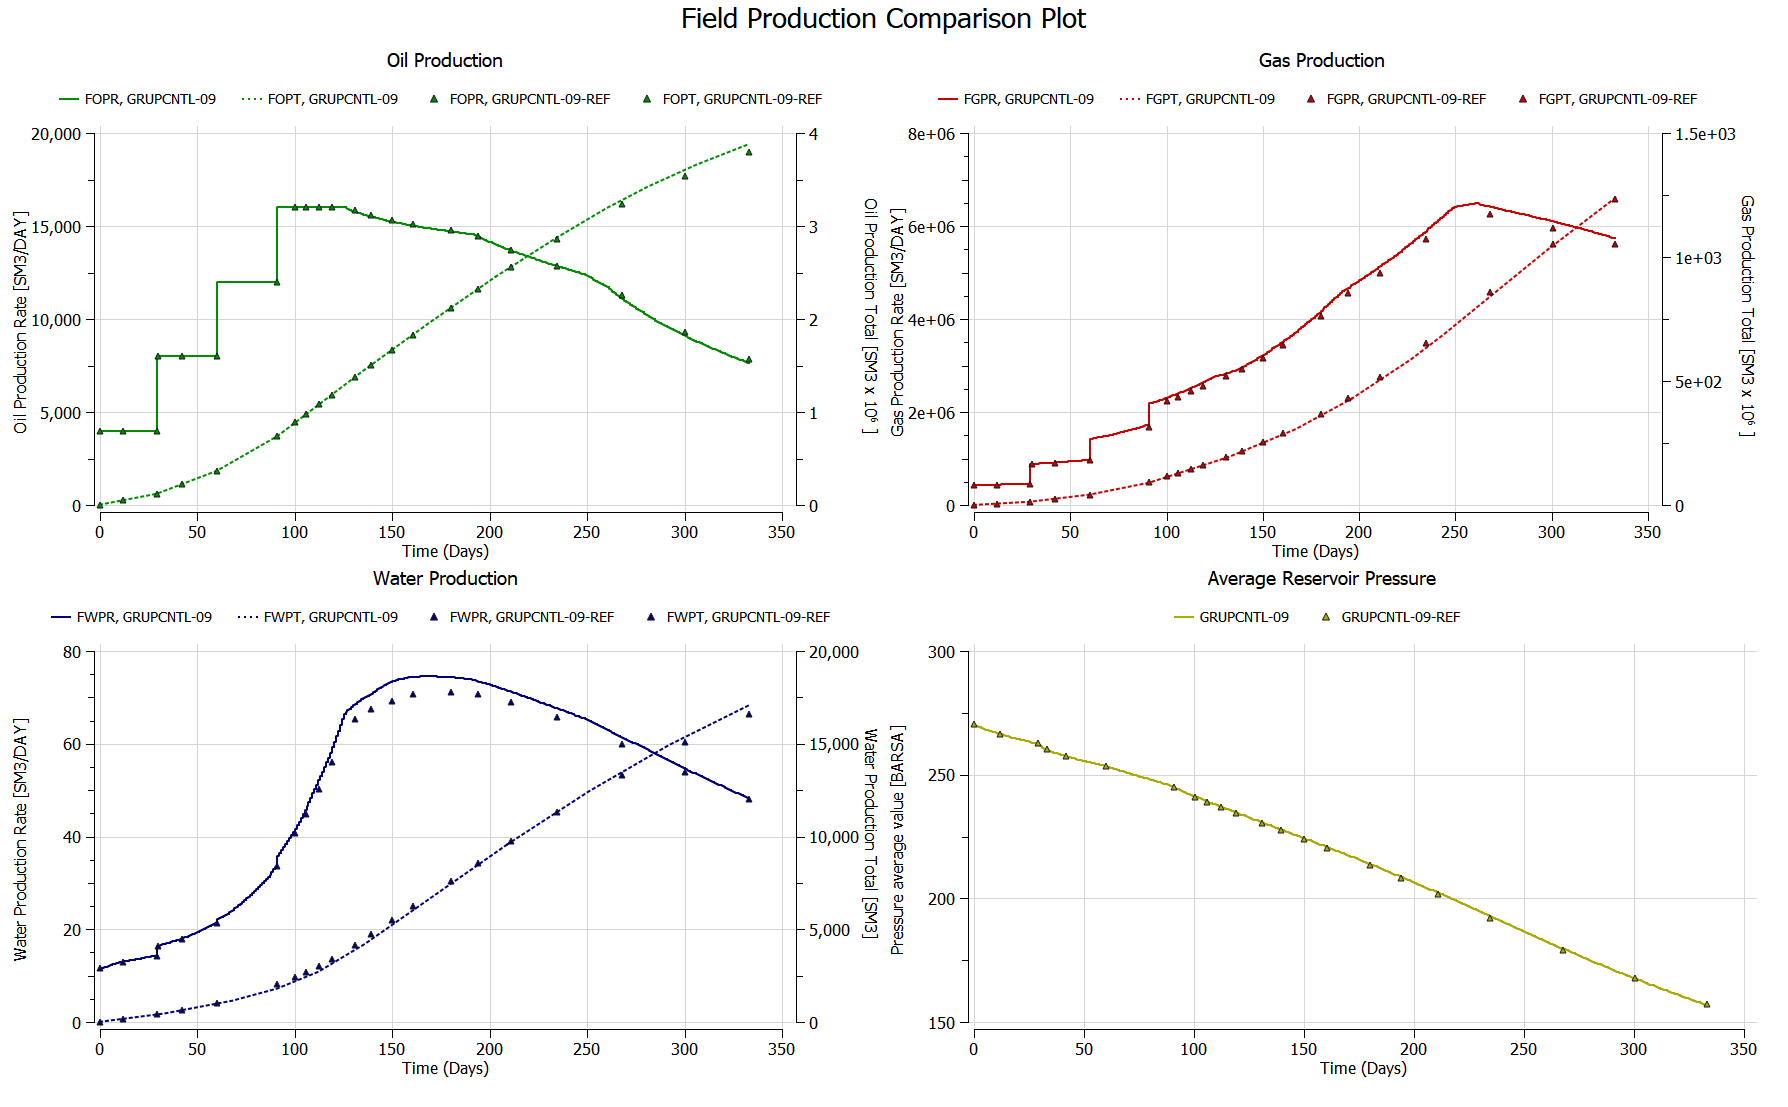 Field Production Comparison Plot
Oil Production
FOPR, GRUPCNTL-09 FOPT, GRUPCNTL-09 FOPR, GRUPCNTL-09-REF FOPT, GRUPCNTL-09-REF
20,000
15,000
10,000
5,000
0
Oil Production Rate [SM3/DAY]
4
3
2
1
0
Oil Production Total [SM3 x 10⁶ ]
0 50 100 150 200 250 300 350
Time (Days)
Gas Production
FGPR, GRUPCNTL-09 FGPT, GRUPCNTL-09 FGPR, GRUPCNTL-09-REF FGPT, GRUPCNTL-09-REF
8e+06
6e+06
4e+06
2e+06
0
Gas Production Rate [SM3/DAY]
1.5e+03
1e+03
5e+02
0
Gas Production Total [SM3 x 10⁶ ]
0 50 100 150 200 250 300 350
Time (Days)
Water Production
FWPR, GRUPCNTL-09 FWPT, GRUPCNTL-09 FWPR, GRUPCNTL-09-REF FWPT, GRUPCNTL-09-REF
80
60
40
20
0
Water Production Rate [SM3/DAY]
20,000
15,000
10,000
5,000
0
Water Production Total [SM3]
0 50 100 150 200 250 300 350
Time (Days)
Average Reservoir Pressure
GRUPCNTL-09 GRUPCNTL-09-REF
300
250
200
150
Pressure average value [BARSA]
0 50 100 150 200 250 300 350
Time (Days)